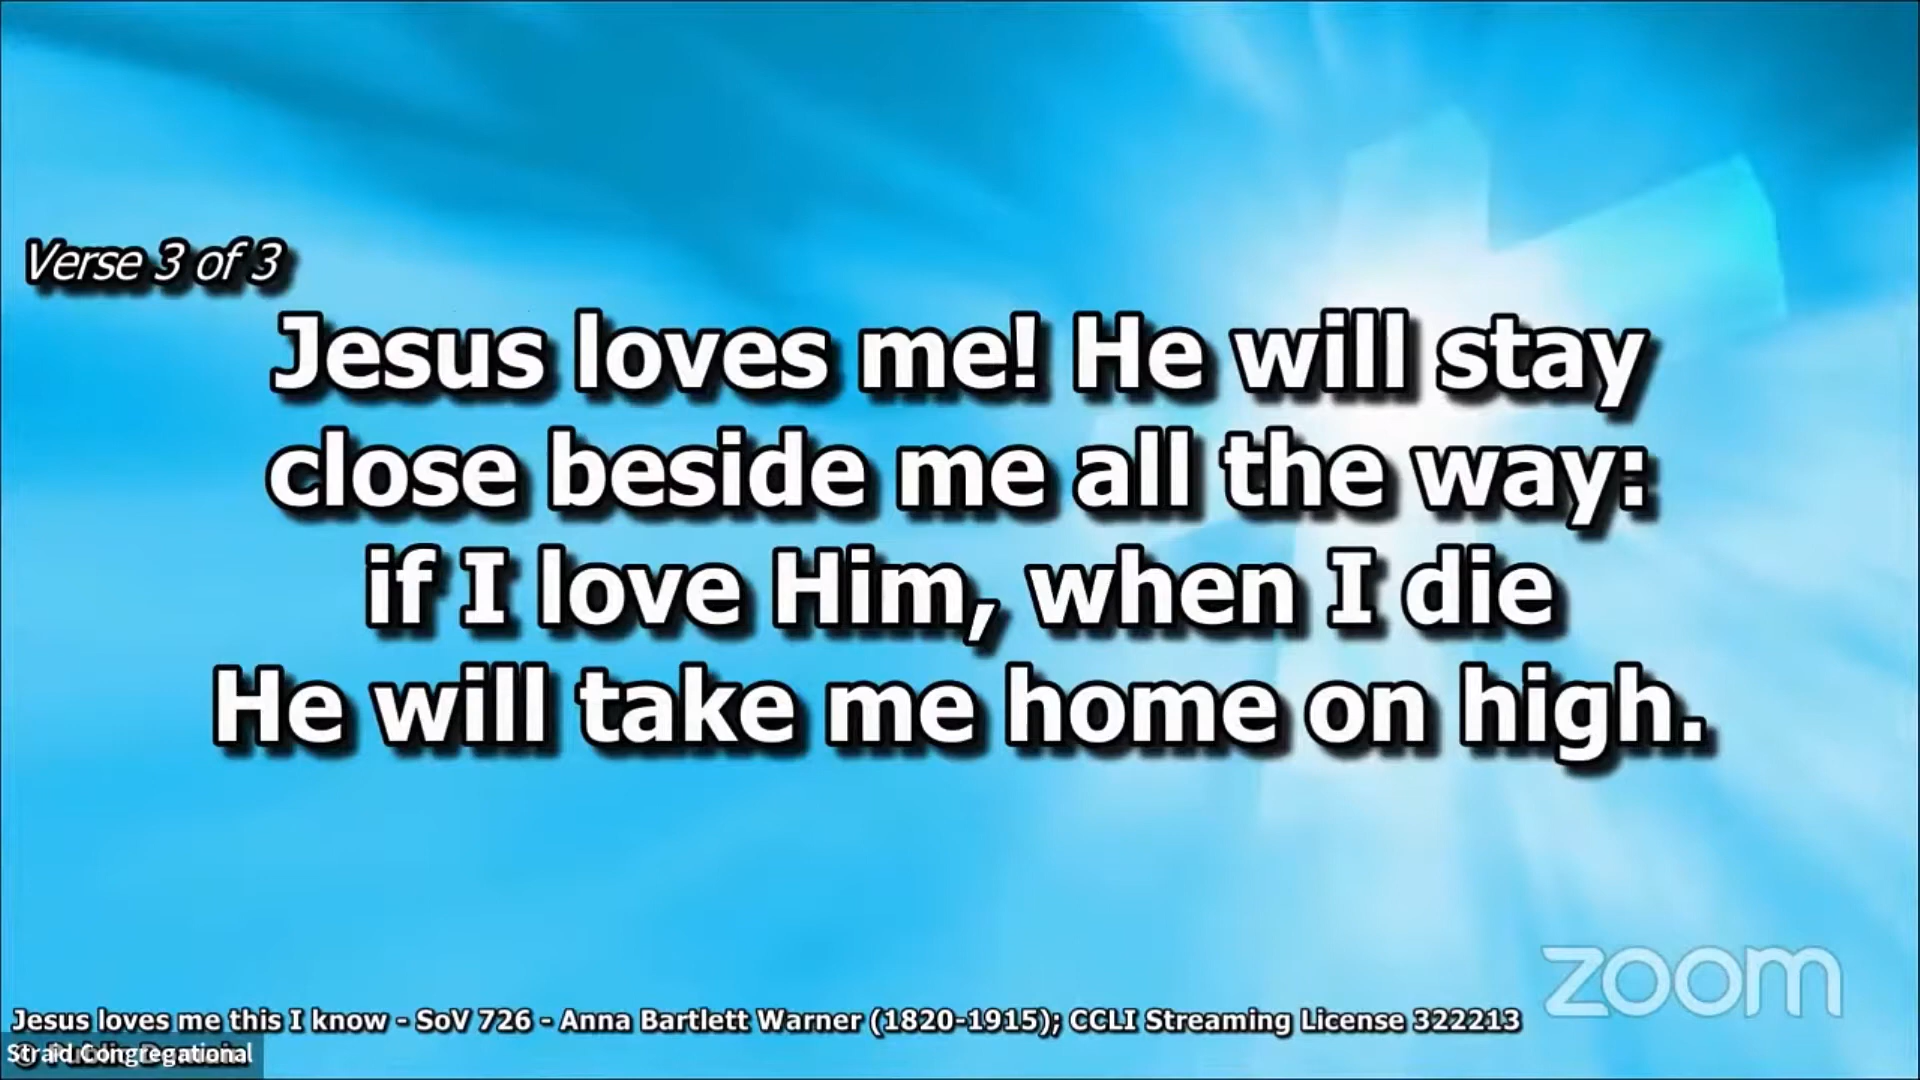 Verse 3 of 3
Jesus loves me! He will stay
close beside me all the way:
if I love Him, when I die
He will take me home on high.
zoom
Jesus loves me this I know - SoV 726 - Anna Bartlett Warner (1820-1915); CCLI Streaming License 322213
Straid Congregational
© Public Domain